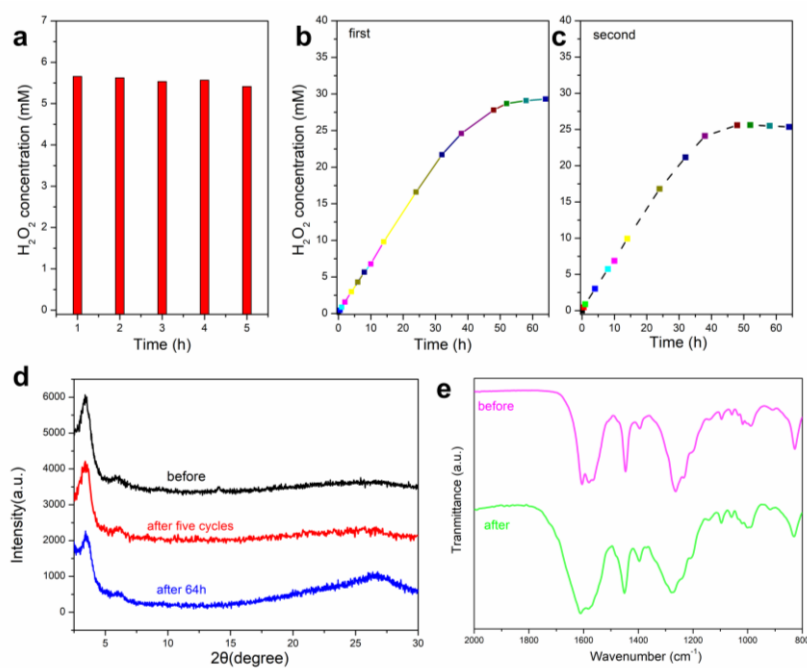 a
H₂O₂ concentration (mM)
7
6
5
4
3
2
1
0
1 2 3 4 5
Time (h)
b
first
H₂O₂ concentration (mM)
40
35
30
25
20
15
10
5
0
0 10 20 30 40 50 60
Time (h)
c
second
40
35
30
25
20
15
10
5
0
0 10 20 30 40 50 60
Time (h)
d
Intensity(a.u.)
6000
5000
4000
3000
2000
1000
0
before
after five cycles
after 64h
5 10 15 20 25 30
2θ(degree)
e
Tranmittance (a.u.)
before
after
2000 1800 1600 1400 1200 1000 800
Wavenumber (cm⁻¹)